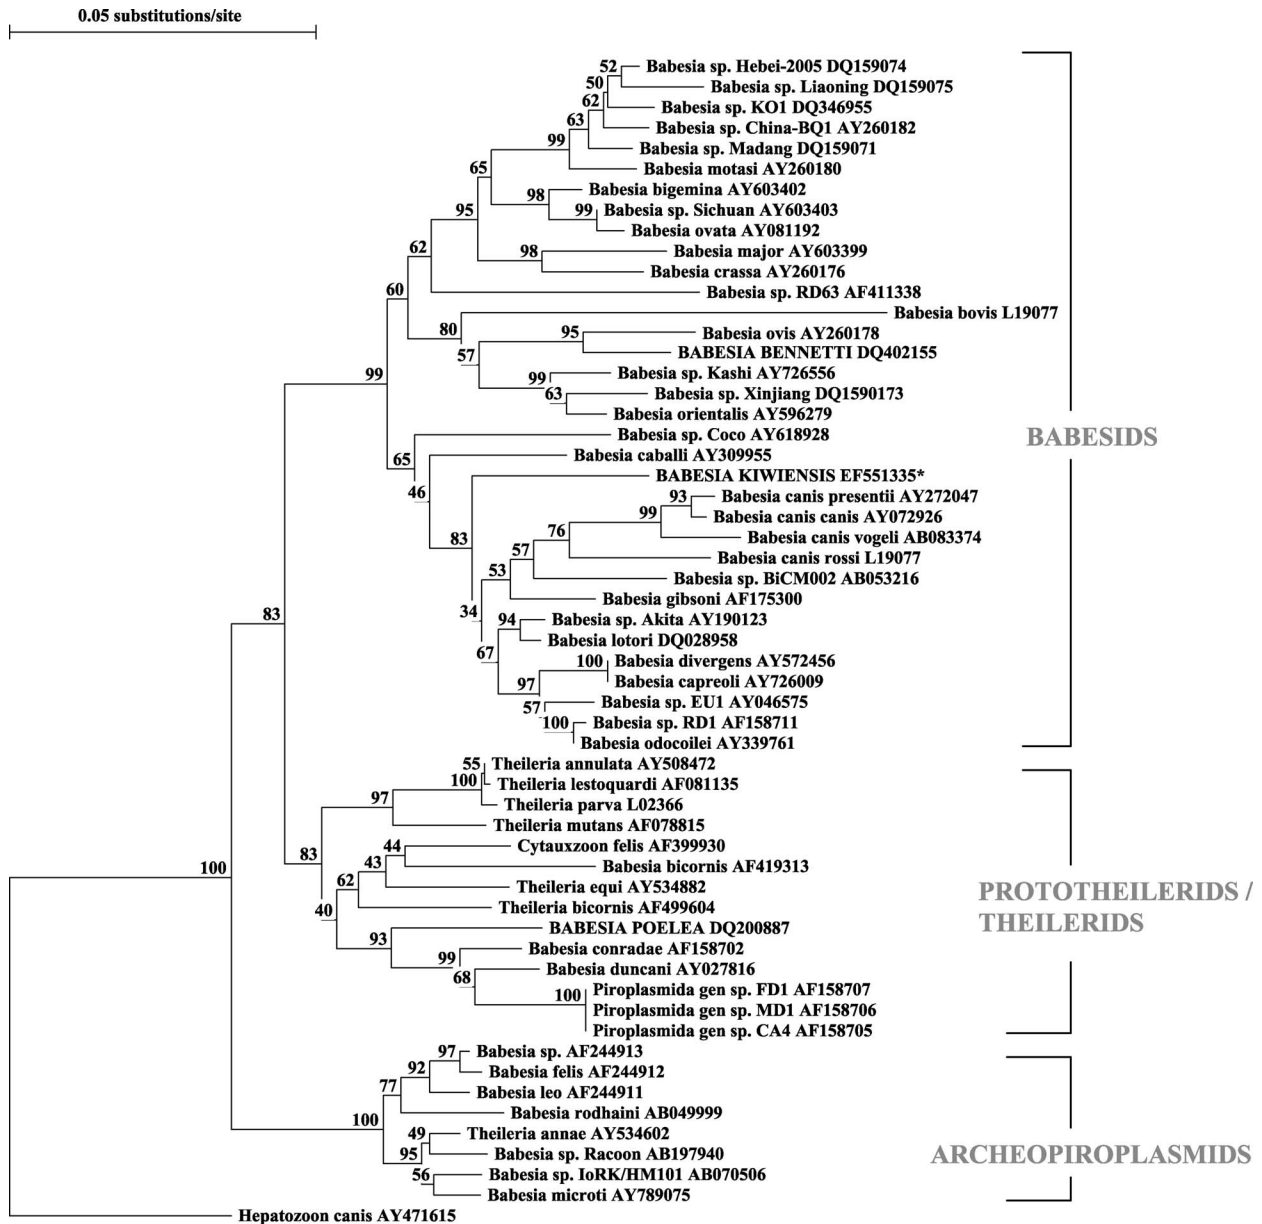 0.05 substitutions/site
52
Babesia sp. Hebei-2005 DQ159074
50
Babesia sp. Liaoning DQ159075
62
Babesia sp. KO1 DQ346955
63
Babesia sp. China-BQ1 AY260182
99
Babesia sp. Madang DQ159071
65
Babesia motasi AY260180
98
Babesia bigemina AY603402
95
99
Babesia sp. Sichuan AY603403
Babesia ovata AY081192
62
98
Babesia major AY603399
Babesia crassa AY260176
60
Babesia sp. RD63 AF411338
Babesia bovis L19077
80
95
Babesia ovis AY260178
57
BABESIA BENNETTI DQ402155
99
99
Babesia sp. Kashi AY726556
63
Babesia sp. Xinjiang DQ1590173
Babesia orientalis AY596279
Babesia sp. Coco AY618928
BABESIDS
65
Babesia caballi AY309955
46
BABESIA KIWIENSIS EF551335*
93
Babesia canis presentii AY272047
99
Babesia canis canis AY072926
76
Babesia canis vogeli AB083374
83
57
Babesia canis rossi L19077
53
Babesia sp. BiCM002 AB053216
34
Babesia gibsoni AF175300
83
94
Babesia sp. Akita AY190123
67
Babesia lotori DQ028958
100
Babesia divergens AY572456
97
Babesia capreoli AY726009
57
Babesia sp. EU1 AY046575
100
Babesia sp. RD1 AF158711
Babesia odocoilei AY339761
55
Theileria annulata AY508472
100
Theileria lestoquardi AF081135
97
Theileria parva L02366
Theileria mutans AF078815
83
44
Cytauxzoon felis AF399930
100
43
Babesia bicornis AF419313
62
Theileria equi AY534882
PROTOTHEILERIDS /
THEILERIDS
40
Theileria bicornis AF499604
93
BABESIA POELEA DQ200887
99
Babesia conradae AF158702
68
Babesia duncani AY027816
100
Piroplasmida gen sp. FD1 AF158707
Piroplasmida gen sp. MD1 AF158706
Piroplasmida gen sp. CA4 AF158705
97
Babesia sp. AF244913
92
Babesia felis AF244912
77
Babesia leo AF244911
100
Babesia rodhaini AB049999
49
Theileria annae AY534602
95
Babesia sp. Racoon AB197940
ARCHEOPIROPLASMIDS
56
Babesia sp. IoRK/HM101 AB070506
Babesia microti AY789075
Hepatozoon canis AY471615